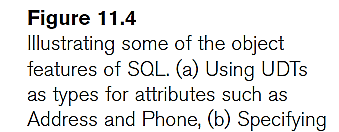 Figure 11.4
Illustrating some of the object
features of SQL. (a) Using UDTs
as types for attributes such as
Address and Phone, (b) Specifying